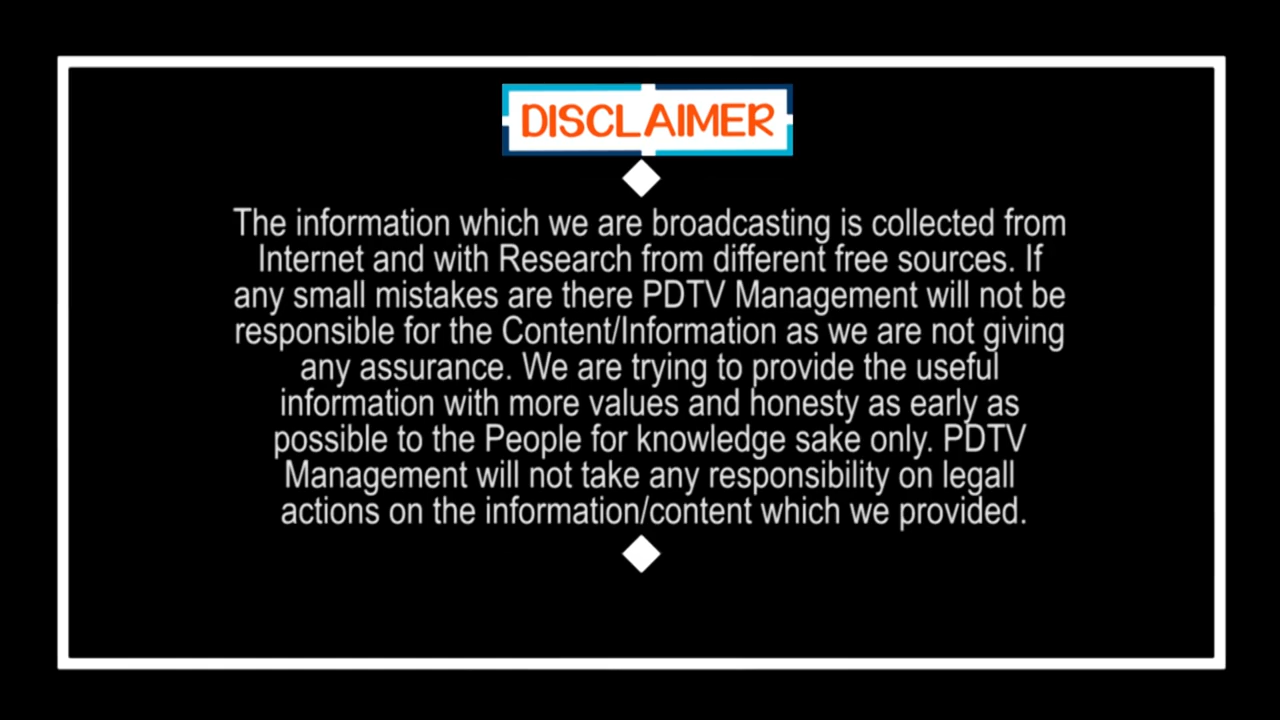 DISCLAIMER
The information which we are broadcasting is collected from
Internet and with Research from different free sources. If
any small mistakes are there PDTV Management will not be
responsible for the Content/Information as we are not giving
any assurance. We are trying to provide the useful
information with more values and honesty as early as
possible to the People for knowledge sake only. PDTV
Management will not take any responsibility on legall
actions on the information/content which we provided.